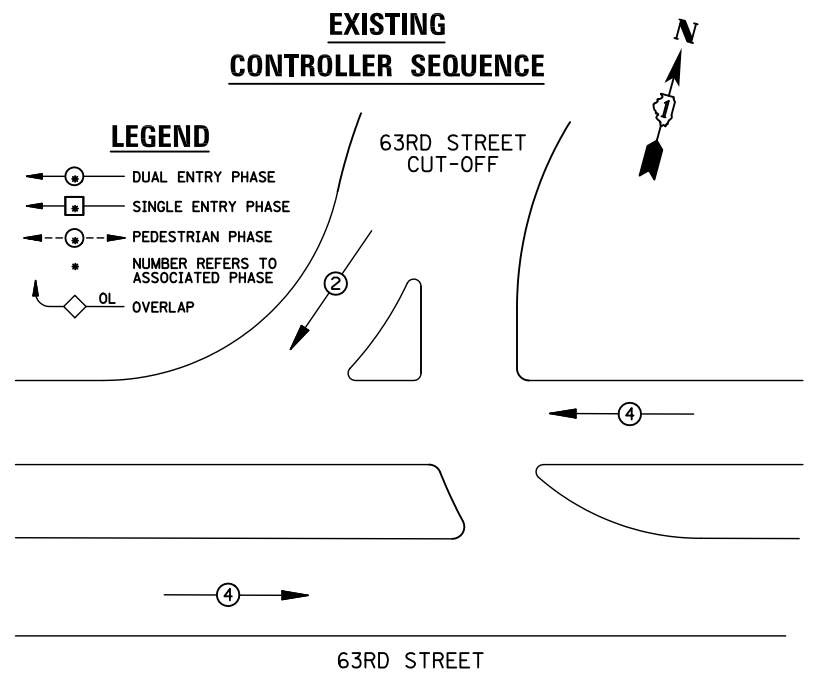 EXISTING
CONTROLLER SEQUENCE
N
1
LEGEND
* DUAL ENTRY PHASE
* SINGLE ENTRY PHASE
* PEDESTRIAN PHASE
* NUMBER REFERS TO
ASSOCIATED PHASE
OL OVERLAP
63RD STREET
CUT-OFF
2
4
4
63RD STREET